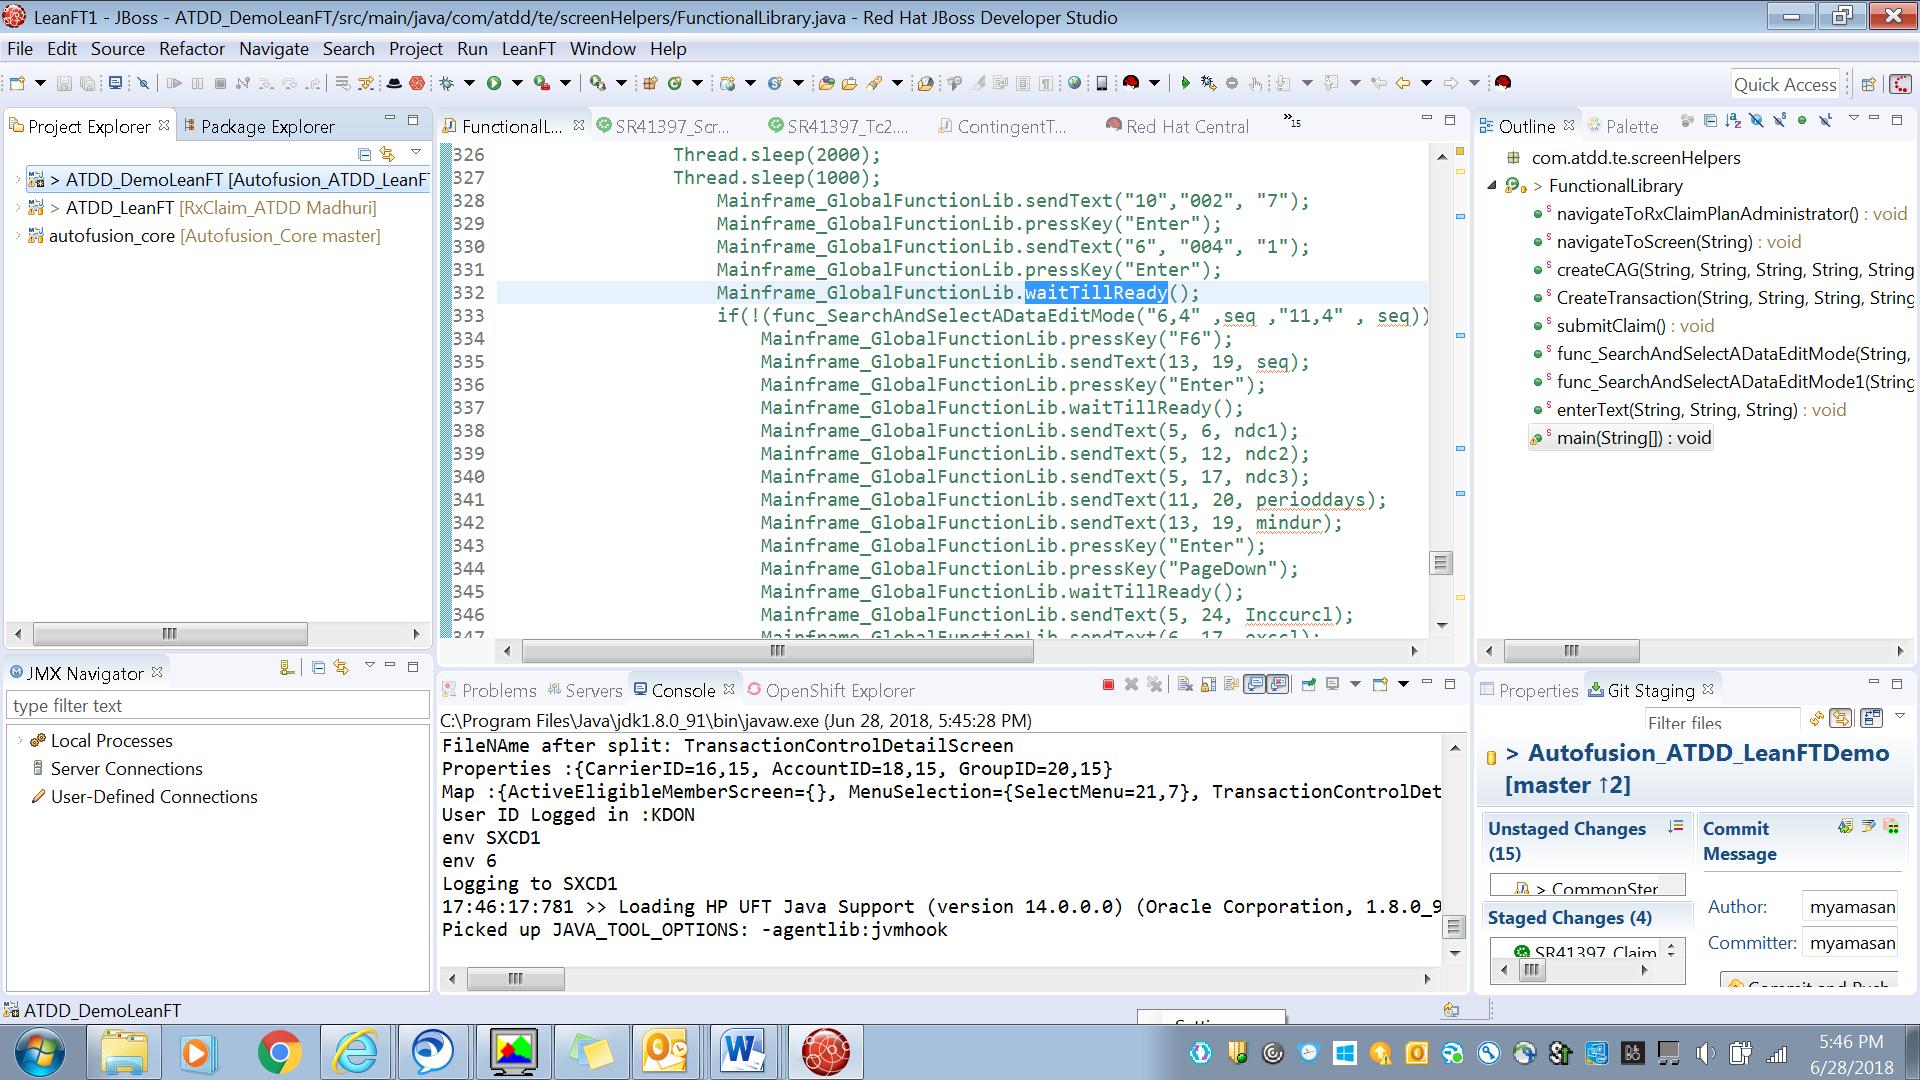 LeanFT1 - JBoss - ATDD_DemoLeanFT/src/main/java/com/atdd/te/screenHelpers/FunctionalLibrary.java - Red Hat JBoss Developer Studio
File Edit Source Refactor Navigate Search Project Run LeanFT Window Help
Quick Access
Project Explorer
Package Explorer
> ATDD_DemoLeanFT [Autofusion_ATDD_LeanF
> ATDD_LeanFT [RxClaim_ATDD Madhuri]
autofusion_core [Autofusion_Core master]
JMX Navigator
type filter text
Local Processes
Server Connections
User-Defined Connections
FunctionalL... SR41397_Scr... SR41397_Tc2.... ContingentT... Red Hat Central »15
326 Thread.sleep(2000);
327 Thread.sleep(1000);
328 Mainframe_GlobalFunctionLib.sendText("10","002", "7");
329 Mainframe_GlobalFunctionLib.pressKey("Enter");
330 Mainframe_GlobalFunctionLib.sendText("6", "004", "1");
331 Mainframe_GlobalFunctionLib.pressKey("Enter");
332 Mainframe_GlobalFunctionLib.waitTillReady();
333 if(!(func_SearchAndSelectADataEditMode("6,4" ,seq ,"11,4" , seq))
334 Mainframe_GlobalFunctionLib.pressKey("F6");
335 Mainframe_GlobalFunctionLib.sendText(13, 19, seq);
336 Mainframe_GlobalFunctionLib.pressKey("Enter");
337 Mainframe_GlobalFunctionLib.waitTillReady();
338 Mainframe_GlobalFunctionLib.sendText(5, 6, ndc1);
339 Mainframe_GlobalFunctionLib.sendText(5, 12, ndc2);
340 Mainframe_GlobalFunctionLib.sendText(5, 17, ndc3);
341 Mainframe_GlobalFunctionLib.sendText(11, 20, perioddays);
342 Mainframe_GlobalFunctionLib.sendText(13, 19, mindur);
343 Mainframe_GlobalFunctionLib.pressKey("Enter");
344 Mainframe_GlobalFunctionLib.pressKey("PageDown");
345 Mainframe_GlobalFunctionLib.waitTillReady();
346 Mainframe_GlobalFunctionLib.sendText(5, 24, Inccurcl);
347 Mainframe_GlobalFunctionLib.sendText(6, 17, exccl);
Outline
Palette
com.atdd.te.screenHelpers
> FunctionalLibrary
navigateToRxClaimPlanAdministrator() : void
navigateToScreen(String) : void
createCAG(String, String, String, String, String
CreateTransaction(String, String, String, String
submitClaim() : void
func_SearchAndSelectADataEditMode(String,
func_SearchAndSelectADataEditMode1(String
enterText(String, String, String) : void
main(String[]) : void
Problems Servers Console OpenShift Explorer
C:\Program Files\Java\jdk1.8.0_91\bin\javaw.exe (Jun 28, 2018, 5:45:28 PM)
FileNAme after split: TransactionControlDetailScreen
Properties :{CarrierID=16,15, AccountID=18,15, GroupID=20,15}
Map :{ActiveEligibleMemberScreen={}, MenuSelection={SelectMenu=21,7}, TransactionControlDet
User ID Logged in :KDON
env SXCD1
env 6
Logging to SXCD1
17:46:17:781 >> Loading HP UFT Java Support (version 14.0.0.0) (Oracle Corporation, 1.8.0_9
Picked up JAVA_TOOL_OPTIONS: -agentlib:jvmhook
Properties Git Staging
Filter files
> Autofusion_ATDD_LeanFTDemo
[master ↑2]
Unstaged Changes
(15)
> CommonSter
Staged Changes (4)
SR41397_Claim
Commit
Message
Author: myamasan
Committer: myamasan
Commit and Push
ATDD_DemoLeanFT
5:46 PM
6/28/2018